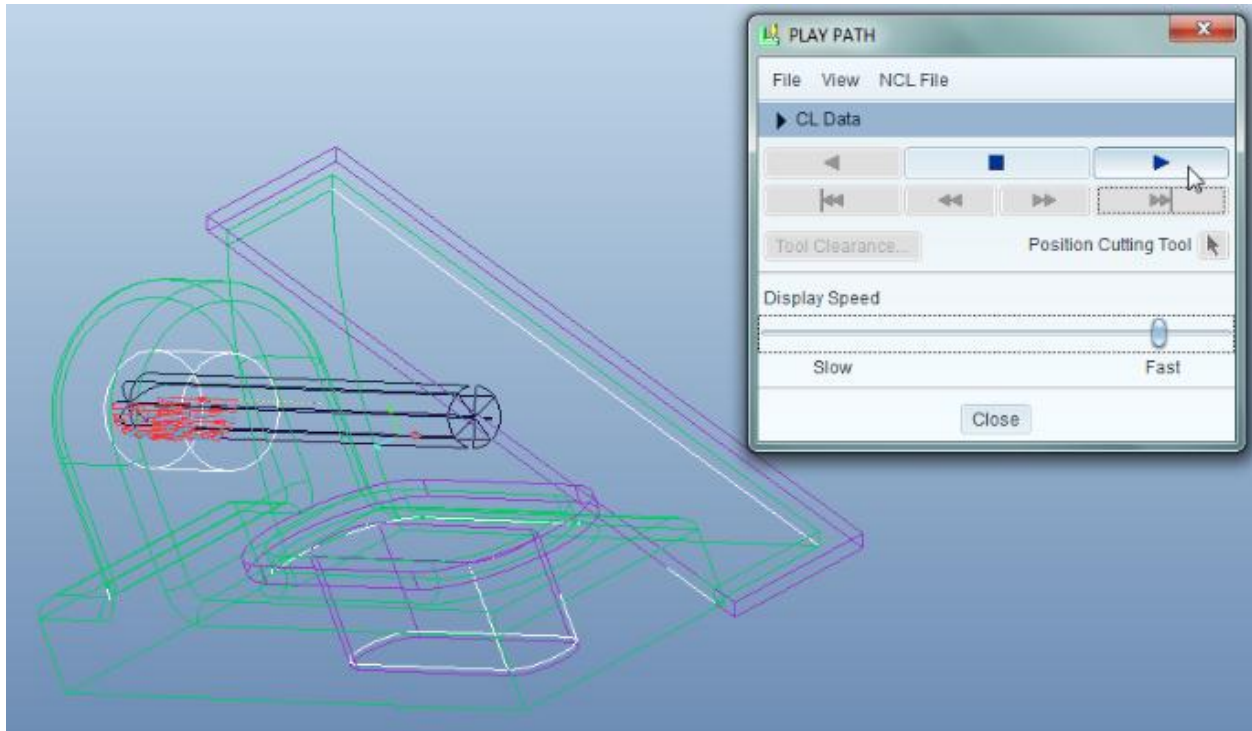 PLAY PATH
File View NCL File
CL Data
Tool Clearance... Position Cutting Tool
Display Speed
Slow Fast
Close